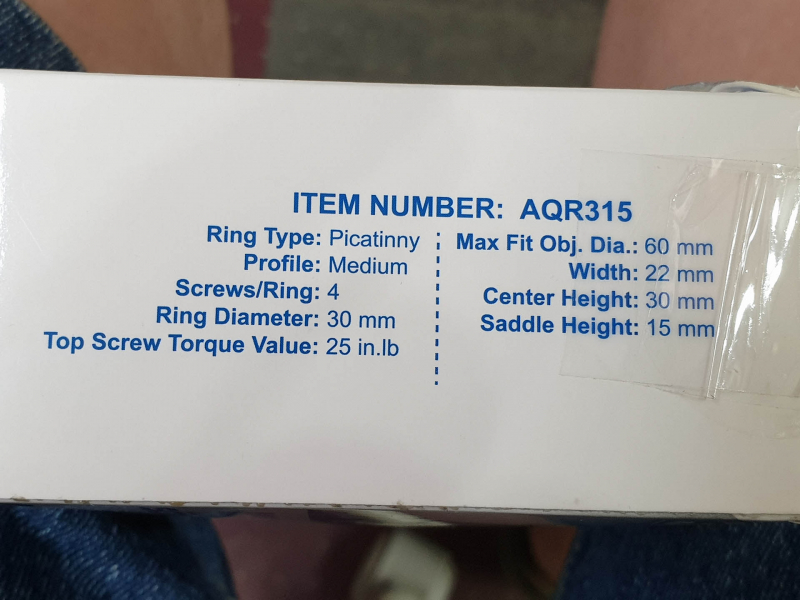 ITEM NUMBER: AQR315
Ring Type: Picatinny
Profile: Medium
Screws/Ring: 4
Ring Diameter: 30 mm
Top Screw Torque Value: 25 in.lb
Max Fit Obj. Dia.: 60 mm
Width: 22 mm
Center Height: 30 mm
Saddle Height: 15 mm